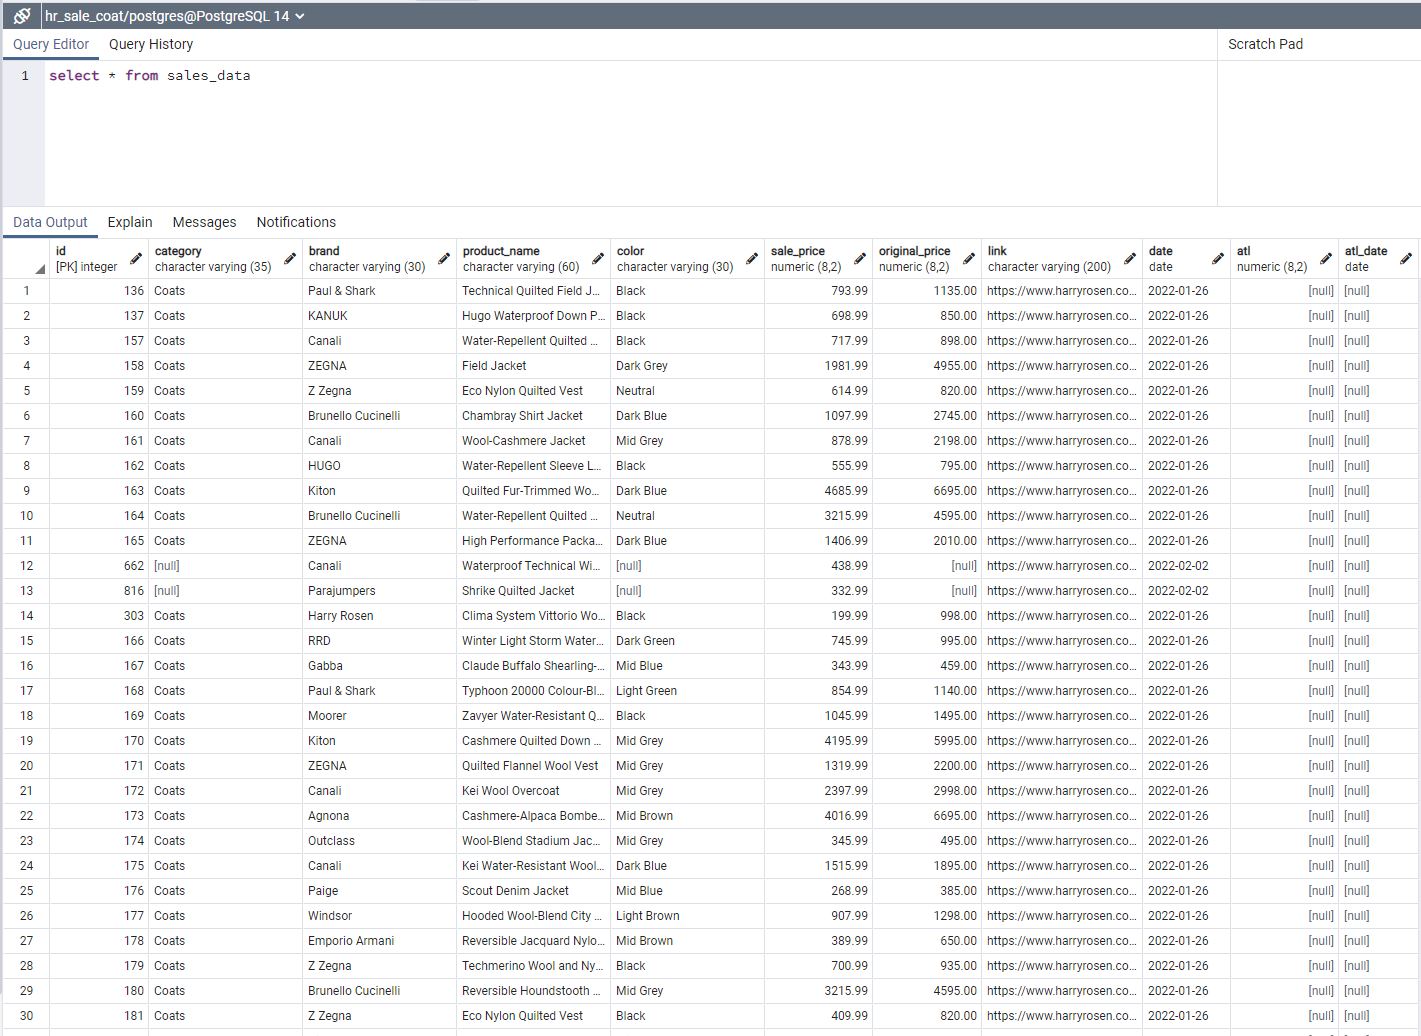 hr_sale_coat/postgres@PostgreSQL 14
Query Editor Query History Scratch Pad
1 select * from sales_data
Data Output Explain Messages Notifications
id category brand product_name color sale_price original_price link date atl atl_date
[PK] integer character varying (35) character varying (30) character varying (60) character varying (30) numeric (8,2) numeric (8,2) character varying (200) date numeric (8,2) date
1 136 Coats Paul & Shark Technical Quilted Field J... Black 793.99 1135.00 https://www.harryrosen.co... 2022-01-26 [null] [null]
2 137 Coats KANUK Hugo Waterproof Down P... Black 698.99 850.00 https://www.harryrosen.co... 2022-01-26 [null] [null]
3 157 Coats Canali Water-Repellent Quilted ... Black 717.99 898.00 https://www.harryrosen.co... 2022-01-26 [null] [null]
4 158 Coats ZEGNA Field Jacket Dark Grey 1981.99 4955.00 https://www.harryrosen.co... 2022-01-26 [null] [null]
5 159 Coats Z Zegna Eco Nylon Quilted Vest Neutral 614.99 820.00 https://www.harryrosen.co... 2022-01-26 [null] [null]
6 160 Coats Brunello Cucinelli Chambray Shirt Jacket Dark Blue 1097.99 2745.00 https://www.harryrosen.co... 2022-01-26 [null] [null]
7 161 Coats Canali Wool-Cashmere Jacket Mid Grey 878.99 2198.00 https://www.harryrosen.co... 2022-01-26 [null] [null]
8 162 Coats HUGO Water-Repellent Sleeve L... Black 555.99 795.00 https://www.harryrosen.co... 2022-01-26 [null] [null]
9 163 Coats Kiton Quilted Fur-Trimmed Wo... Dark Blue 4685.99 6695.00 https://www.harryrosen.co... 2022-01-26 [null] [null]
10 164 Coats Brunello Cucinelli Water-Repellent Quilted ... Neutral 3215.99 4595.00 https://www.harryrosen.co... 2022-01-26 [null] [null]
11 165 Coats ZEGNA High Performance Packa... Dark Blue 1406.99 2010.00 https://www.harryrosen.co... 2022-01-26 [null] [null]
12 662 [null] Canali Waterproof Technical Wi... [null] 438.99 [null] https://www.harryrosen.co... 2022-02-02 [null] [null]
13 816 [null] Parajumpers Shrike Quilted Jacket [null] 332.99 [null] https://www.harryrosen.co... 2022-02-02 [null] [null]
14 303 Coats Harry Rosen Clima System Vittorio Wo... Black 199.99 998.00 https://www.harryrosen.co... 2022-01-26 [null] [null]
15 166 Coats RRD Winter Light Storm Water... Dark Green 745.99 995.00 https://www.harryrosen.co... 2022-01-26 [null] [null]
16 167 Coats Gabba Claude Buffalo Shearling-... Mid Blue 343.99 459.00 https://www.harryrosen.co... 2022-01-26 [null] [null]
17 168 Coats Paul & Shark Typhoon 20000 Colour-Bl... Light Green 854.99 1140.00 https://www.harryrosen.co... 2022-01-26 [null] [null]
18 169 Coats Moorer Zavyer Water-Resistant Q... Black 1045.99 1495.00 https://www.harryrosen.co... 2022-01-26 [null] [null]
19 170 Coats Kiton Cashmere Quilted Down ... Mid Grey 4195.99 5995.00 https://www.harryrosen.co... 2022-01-26 [null] [null]
20 171 Coats ZEGNA Quilted Flannel Wool Vest Mid Grey 1319.99 2200.00 https://www.harryrosen.co... 2022-01-26 [null] [null]
21 172 Coats Canali Kei Wool Overcoat Mid Grey 2397.99 2998.00 https://www.harryrosen.co... 2022-01-26 [null] [null]
22 173 Coats Agnona Cashmere-Alpaca Bombe... Mid Brown 4016.99 6695.00 https://www.harryrosen.co... 2022-01-26 [null] [null]
23 174 Coats Outclass Wool-Blend Stadium Jac... Mid Grey 345.99 495.00 https://www.harryrosen.co... 2022-01-26 [null] [null]
24 175 Coats Canali Kei Water-Resistant Wool... Dark Blue 1515.99 1895.00 https://www.harryrosen.co... 2022-01-26 [null] [null]
25 176 Coats Paige Scout Denim Jacket Mid Blue 268.99 385.00 https://www.harryrosen.co... 2022-01-26 [null] [null]
26 177 Coats Windsor Hooded Wool-Blend City ... Light Brown 907.99 1298.00 https://www.harryrosen.co... 2022-01-26 [null] [null]
27 178 Coats Emporio Armani Reversible Jacquard Nylo... Mid Brown 389.99 650.00 https://www.harryrosen.co... 2022-01-26 [null] [null]
28 179 Coats Z Zegna Techmerino Wool and Ny... Black 700.99 935.00 https://www.harryrosen.co... 2022-01-26 [null] [null]
29 180 Coats Brunello Cucinelli Reversible Houndstooth ... Mid Grey 3215.99 4595.00 https://www.harryrosen.co... 2022-01-26 [null] [null]
30 181 Coats Z Zegna Eco Nylon Quilted Vest Black 409.99 820.00 https://www.harryrosen.co... 2022-01-26 [null] [null]